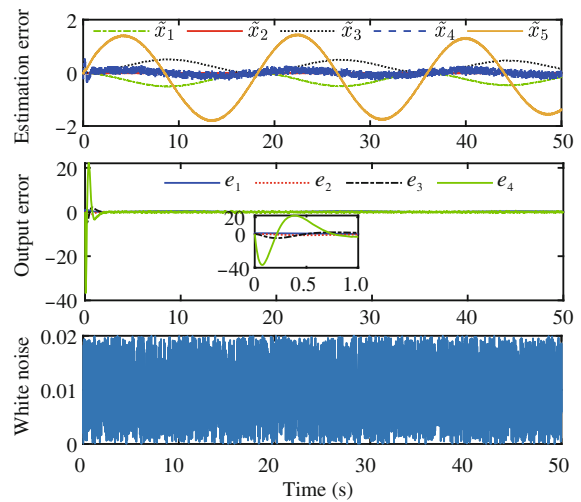 x̃₁ x̃₂ x̃₃ x̃₄ x̃₅
Estimation error
2
0
−2
0 10 20 30 40 50
e₁ e₂ e₃ e₄
Output error
20
0
−20
−40
20
0
−40
0 0.5 1.0
0 10 20 30 40 50
White noise
0.02
0.01
0
0 10 20 30 40 50
Time (s)